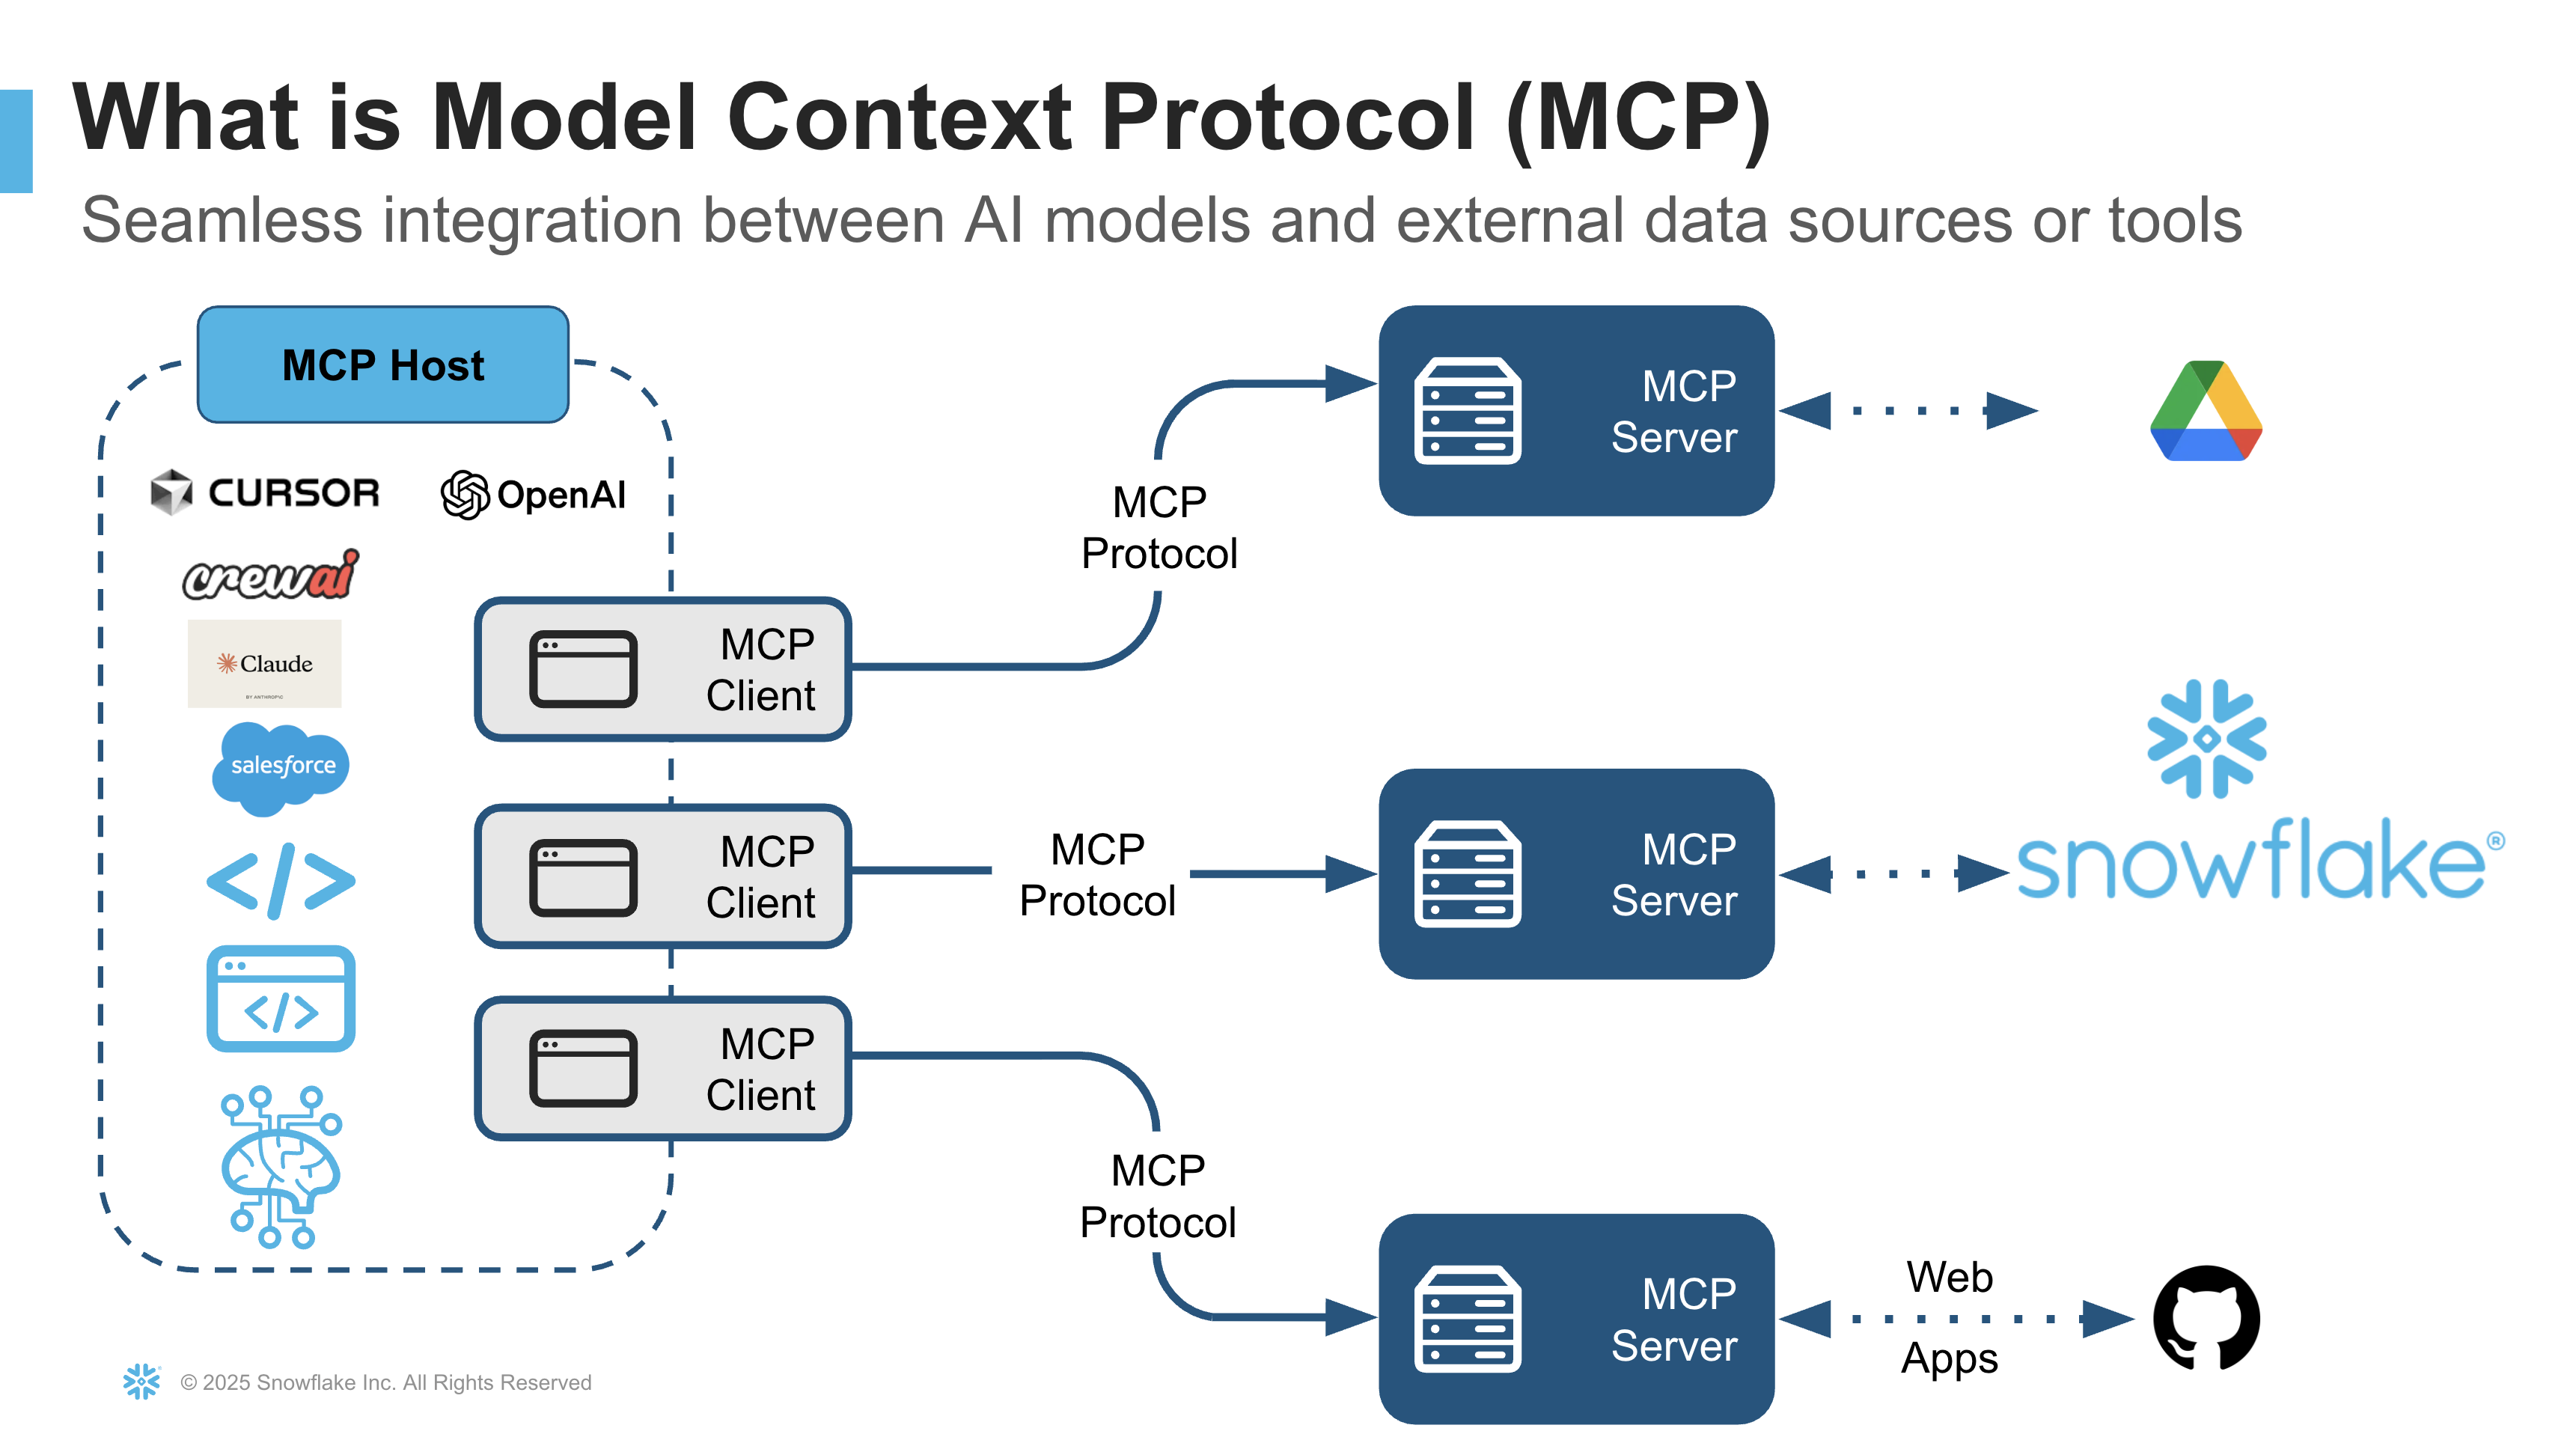 What is Model Context Protocol (MCP)
Seamless integration between AI models and external data sources or tools
MCP Host
CURSOR
OpenAI
crewai
Claude
BY ANTHROPIC
salesforce
</>
</>
MCP
Client
MCP
Client
MCP
Client
MCP
Protocol
MCP
Protocol
MCP
Protocol
MCP
Server
MCP
Server
MCP
Server
snowflake®
Web
Apps
© 2025 Snowflake Inc. All Rights Reserved